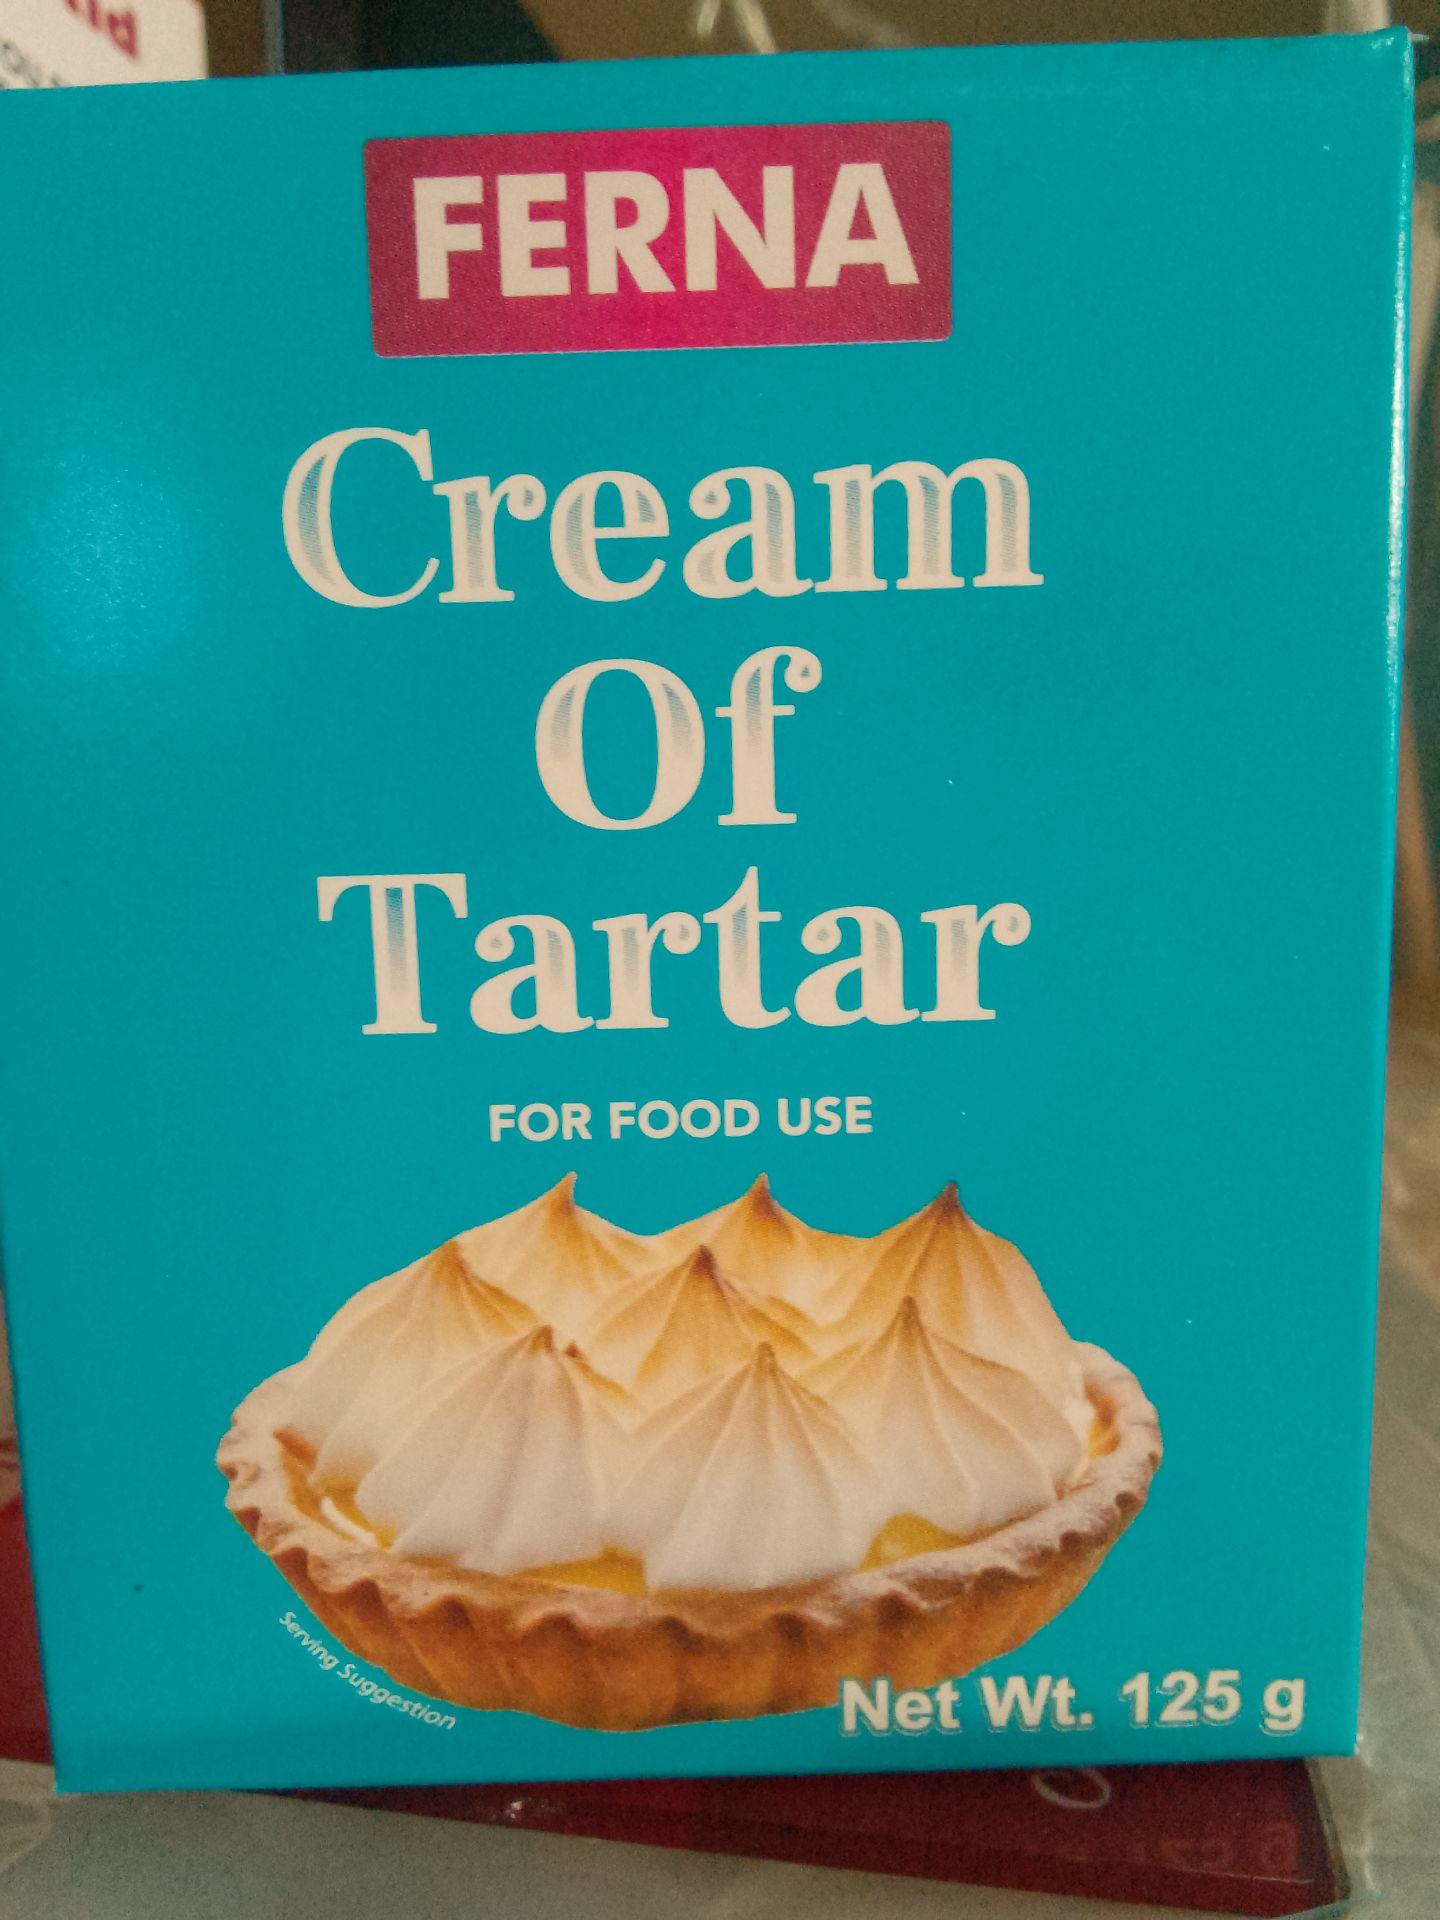 FERNA
Cream
Of
Tartar
FOR FOOD USE
Serving Suggestion
Net Wt. 125 g